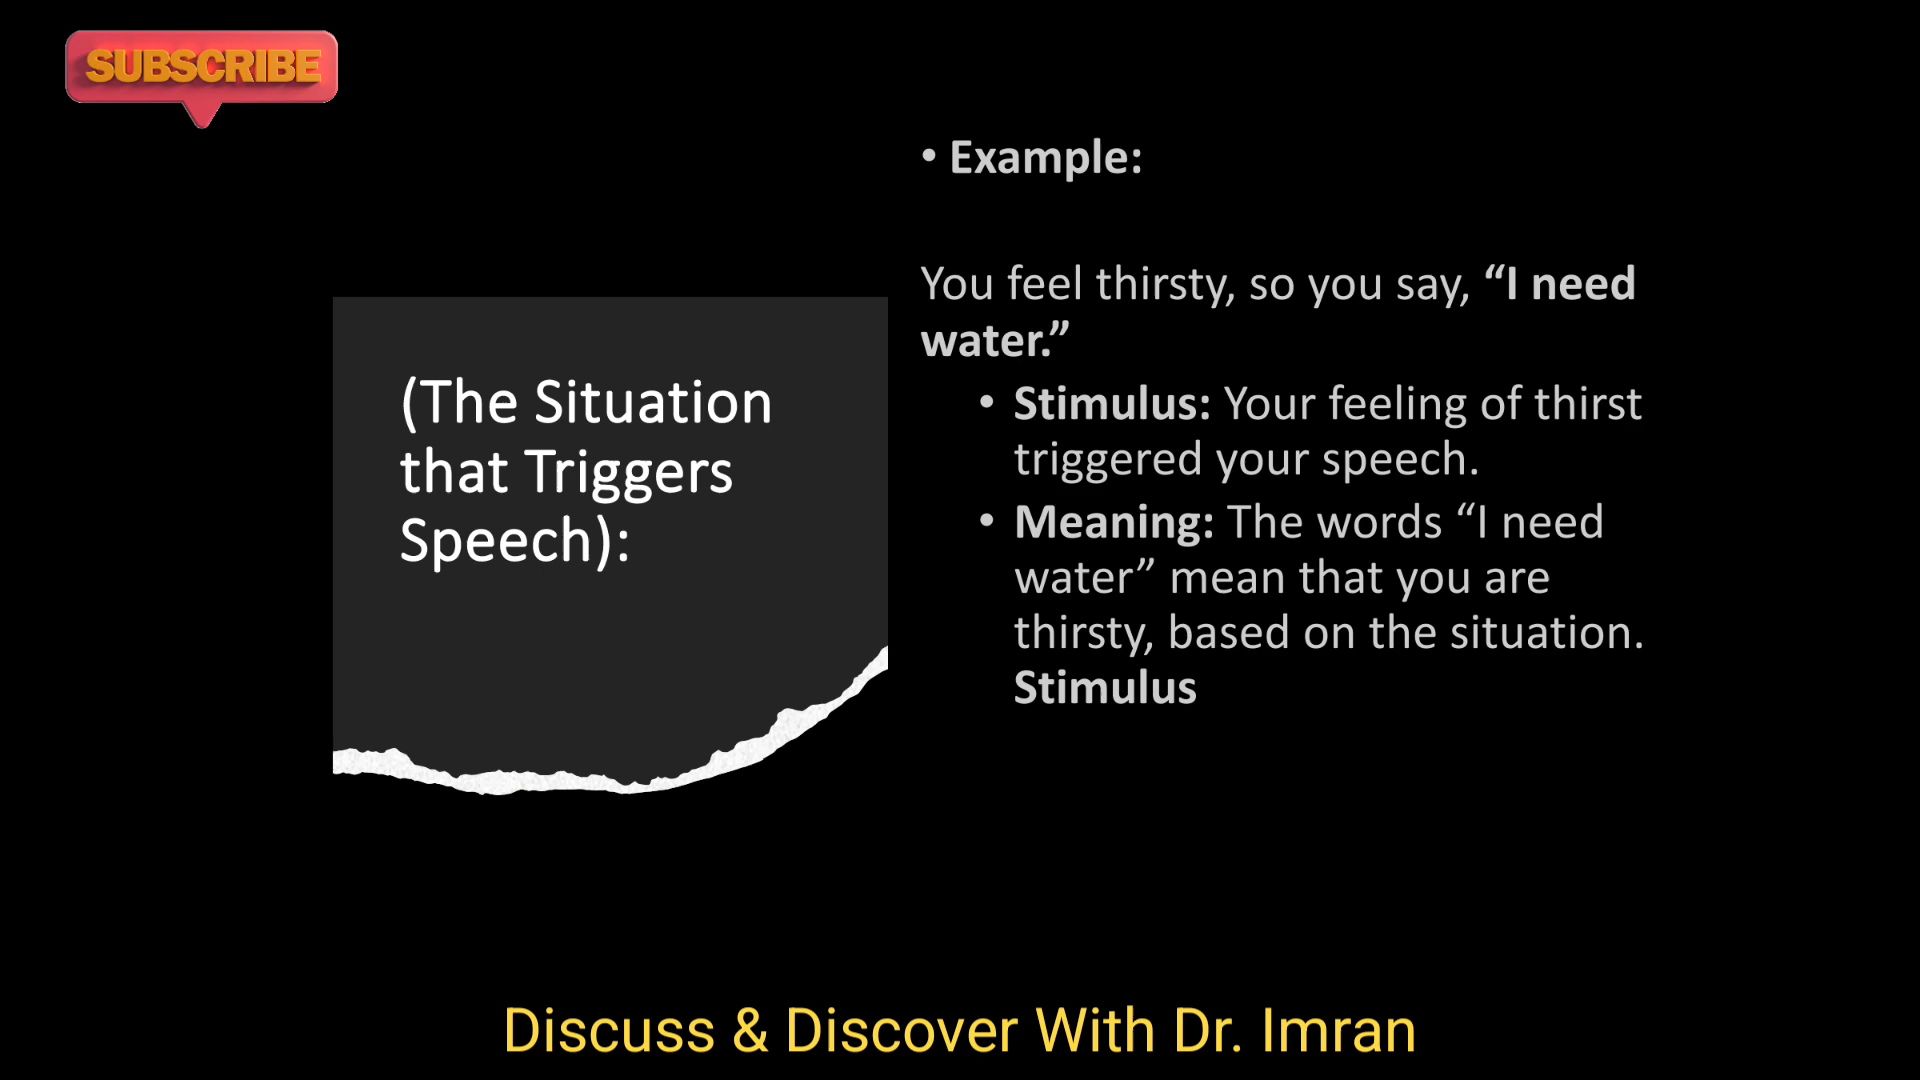 SUBSCRIBE
(The Situation
that Triggers
Speech):
• Example:
You feel thirsty, so you say, “I need
water.”
• Stimulus: Your feeling of thirst
triggered your speech.
• Meaning: The words “I need
water” mean that you are
thirsty, based on the situation.
Stimulus
Discuss & Discover With Dr. Imran